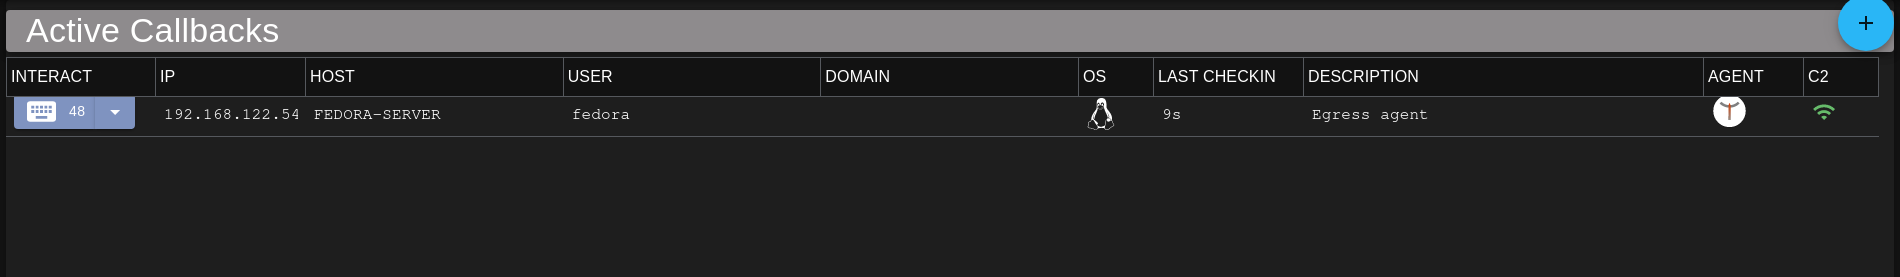 Active Callbacks
INTERACT IP HOST USER DOMAIN OS LAST CHECKIN DESCRIPTION AGENT C2
48 192.168.122.54 FEDORA-SERVER fedora 9s Egress agent